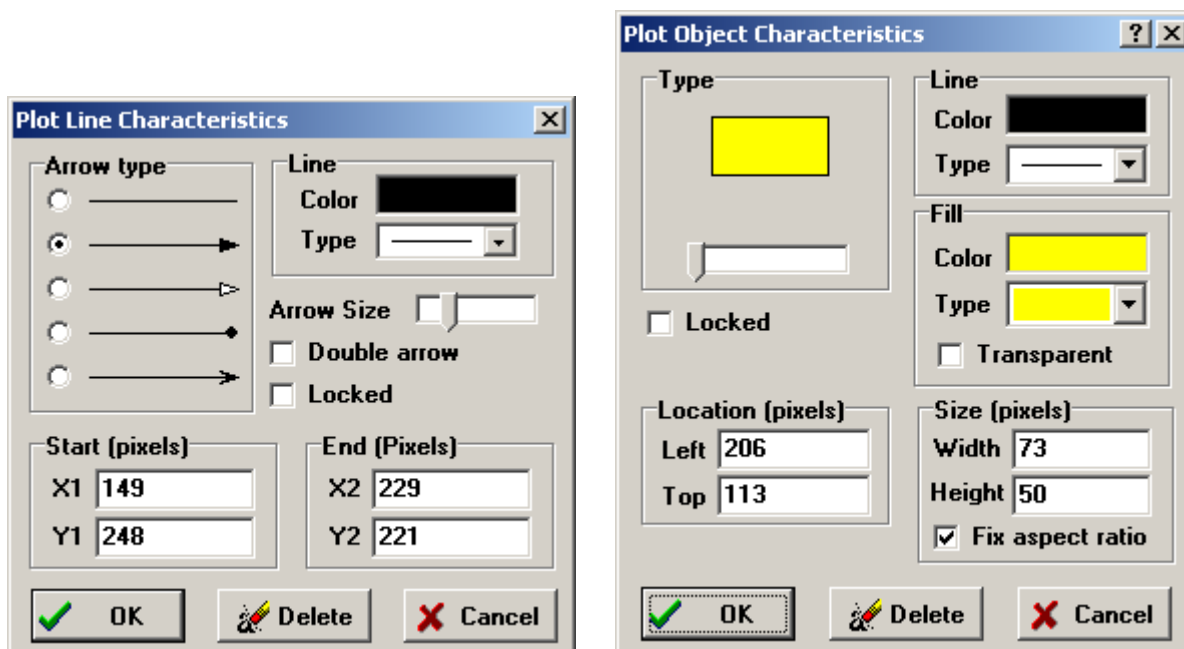 Plot Line Characteristics
Arrow type
Line
Color
Type
Arrow Size
Double arrow
Locked
Start (pixels)
X1 149
Y1 248
End (Pixels)
X2 229
Y2 221
OK Delete Cancel
Plot Object Characteristics
Type
Locked
Line
Color
Type
Fill
Color
Type
Transparent
Location (pixels)
Left 206
Top 113
Size (pixels)
Width 73
Height 50
Fix aspect ratio
OK Delete Cancel